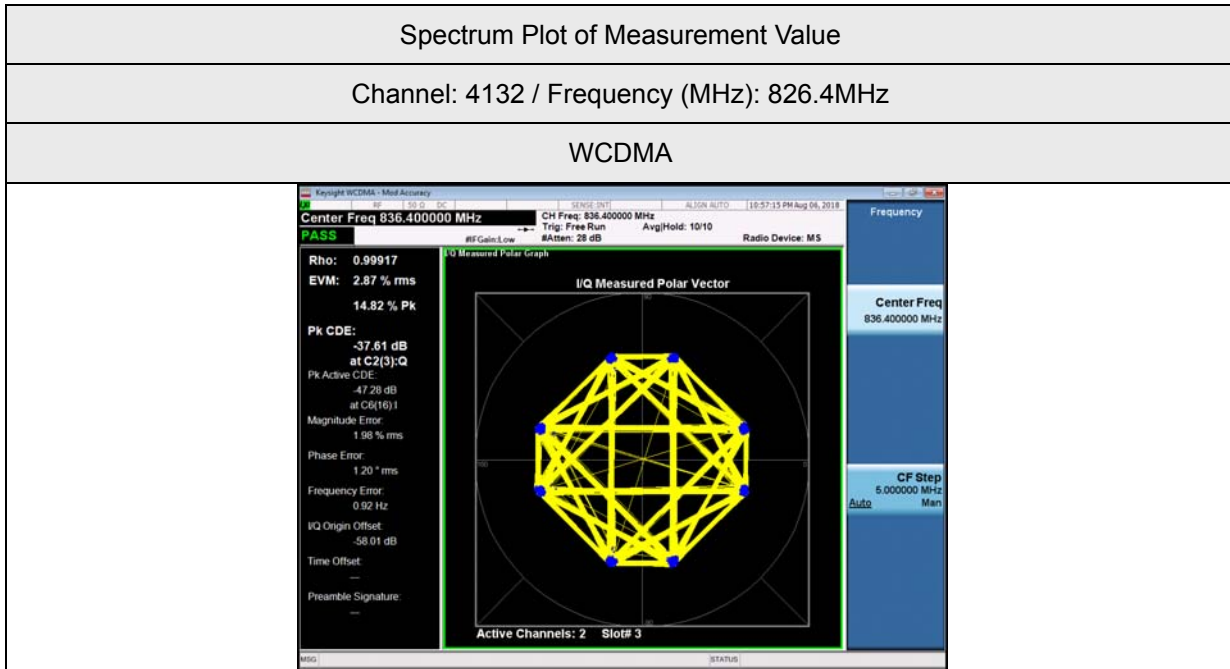 Spectrum Plot of Measurement Value
Channel: 4132 / Frequency (MHz): 826.4MHz
WCDMA
Keysight WCDMA - Mod Accuracy
RF 50 Ω DC SENSE:INT ALIGN AUTO 10:57:15 PM Aug 06, 2018
Center Freq 836.400000 MHz
CH Freq: 836.400000 MHz
Trig: Free Run Avg|Hold: 10/10
PASS
#IFGain:Low #Atten: 28 dB Radio Device: MS
Frequency
Center Freq
836.400000 MHz
CF Step
5.000000 MHz
Auto Man
Rho: 0.99917
EVM: 2.87 % rms
14.82 % Pk
Pk CDE:
-37.61 dB
at C2(3):Q
Pk Active CDE:
-47.28 dB
at C6(16):I
Magnitude Error:
1.98 % rms
Phase Error:
1.20 ° rms
Frequency Error:
0.92 Hz
I/Q Origin Offset:
-58.01 dB
Time Offset:
---
Preamble Signature:
---
I/Q Measured Polar Graph
I/Q Measured Polar Vector
90
180
0
-90
Active Channels: 2 Slot# 3
MSG STATUS